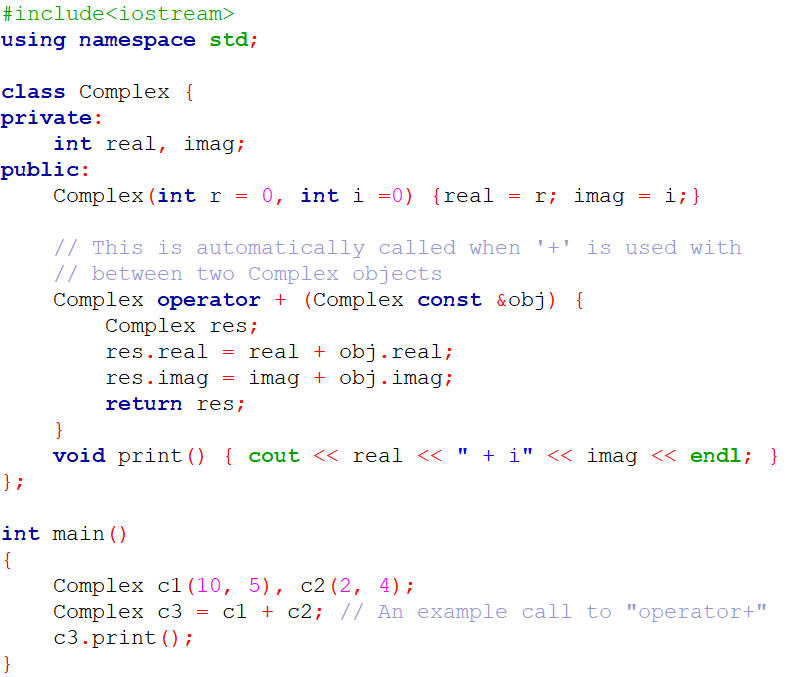 #include<iostream>
using namespace std;

class Complex {
private:
    int real, imag;
public:
    Complex(int r = 0, int i =0) {real = r; imag = i;}

    // This is automatically called when '+' is used with
    // between two Complex objects
    Complex operator + (Complex const &obj) {
        Complex res;
        res.real = real + obj.real;
        res.imag = imag + obj.imag;
        return res;
    }
    void print() { cout << real << " + i" << imag << endl; }
};

int main()
{
    Complex c1(10, 5), c2(2, 4);
    Complex c3 = c1 + c2; // An example call to "operator+"
    c3.print();
}